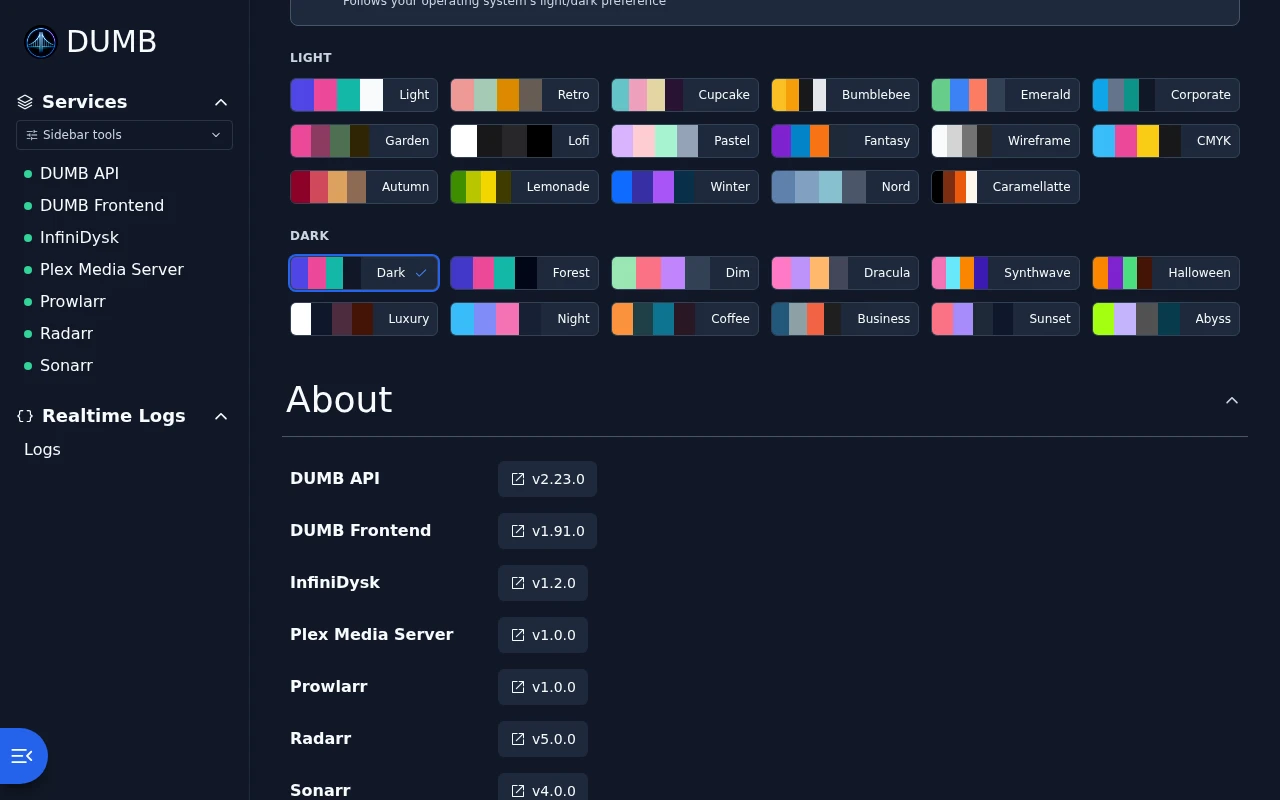 DUMB
Services
Sidebar tools
DUMB API
DUMB Frontend
InfiniDysk
Plex Media Server
Prowlarr
Radarr
Sonarr
Realtime Logs
Logs
Follows your operating system's light/dark preference
LIGHT
Light Retro Cupcake Bumblebee Emerald Corporate
Garden Lofi Pastel Fantasy Wireframe CMYK
Autumn Lemonade Winter Nord Caramellatte
DARK
Dark Forest Dim Dracula Synthwave Halloween
Luxury Night Coffee Business Sunset Abyss
About
DUMB API v2.23.0
DUMB Frontend v1.91.0
InfiniDysk v1.2.0
Plex Media Server v1.0.0
Prowlarr v1.0.0
Radarr v5.0.0
Sonarr v4.0.0